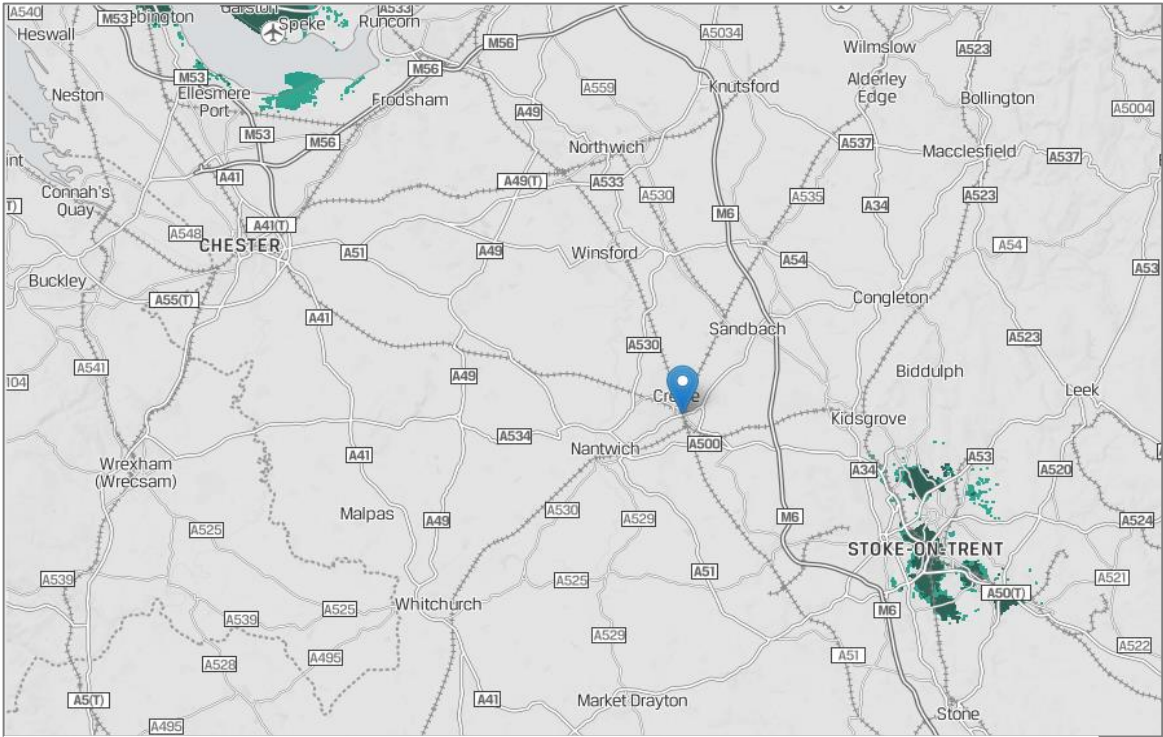 A540
Heswall
M53
ebington
Garston
Speke
A533
Runcorn
M56
A5034
Wilmslow
A523
M53
M56
Neston
Ellesmere
Port
Frodsham
A559
Knutsford
Alderley
Edge
Bollington
A5004
A49
M53
M56
Northwich
A537
Macclesfield
A537
int
Connah's
Quay
A41
A49(T)
A533
A530
A535
A34
A523
T)
A548
A41(T)
M6
CHESTER
A51
A49
Winsford
A54
A54
A53
Buckley
A55(T)
A41
Congleton
Sandbach
A523
A530
A541
A49
Biddulph
104
Cre e
Leek
Kidsgrove
A534
Nantwich
A500
A41
A34
A53
A520
Wrexham
(Wrecsam)
Malpas
A49
A530
A529
M6
A524
A525
STOKE-ON-TRENT
A539
A525
A51
A521
A50(T)
A525
Whitchurch
M6
A539
A529
A522
A528
A495
A51
A5(T)
A41
Market Drayton
Stone
A495